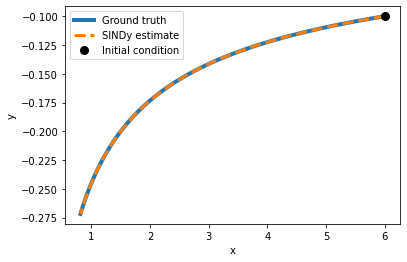 Ground truth
SINDy estimate
Initial condition
−0.100
−0.125
−0.150
−0.175
−0.200
−0.225
−0.250
−0.275
y
1 2 3 4 5 6
x